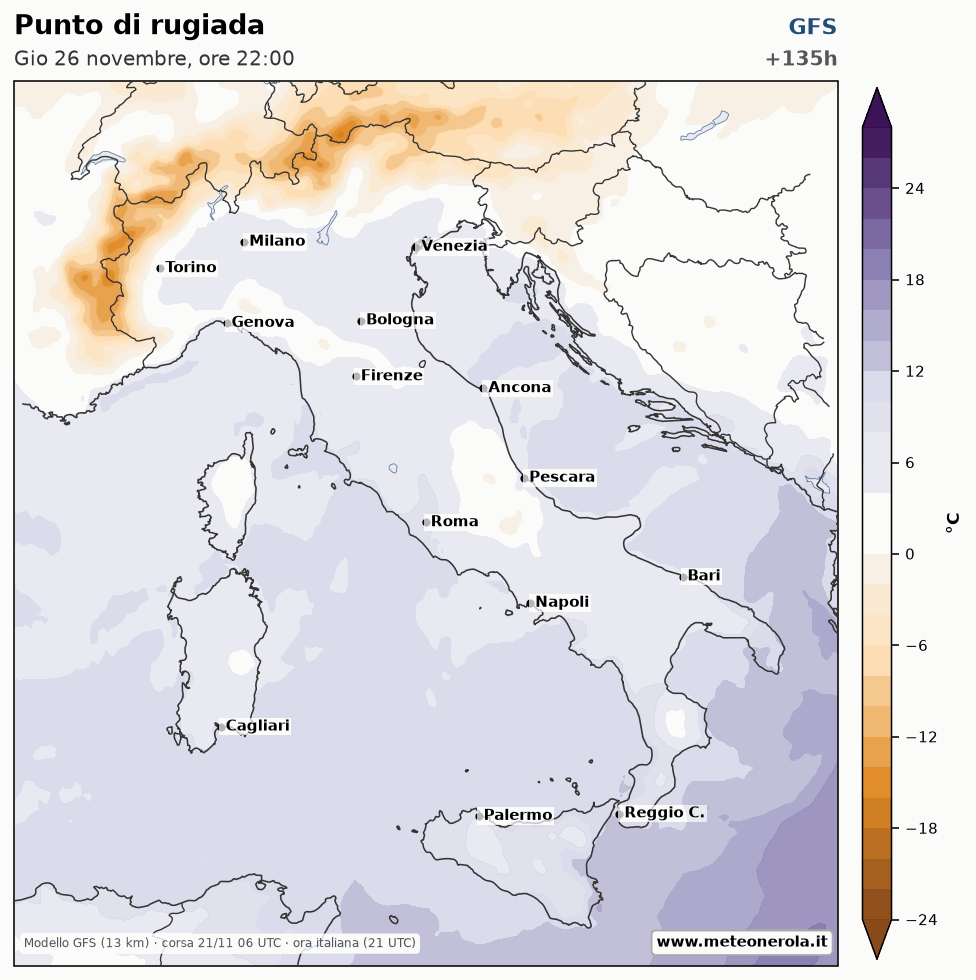 Punto di rugiada
GFS
Gio 26 novembre, ore 22:00
+135h
Milano
Venezia
Torino
Genova
Bologna
Firenze
Ancona
Pescara
Roma
Bari
Napoli
Cagliari
Palermo
Reggio C.
24
18
12
6
0
−6
−12
−18
−24
°C
Modello GFS (13 km) · corsa 21/11 06 UTC · ora italiana (21 UTC)
www.meteonerola.it